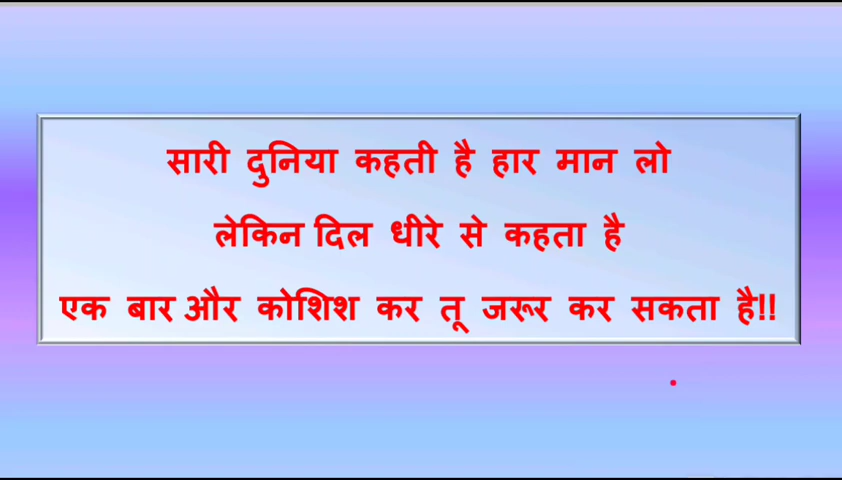 सारी दुनिया कहती है हार मान लो
लेकिन दिल धीरे से कहता है
एक बार और कोशिश कर तू जरूर कर सकता है!!